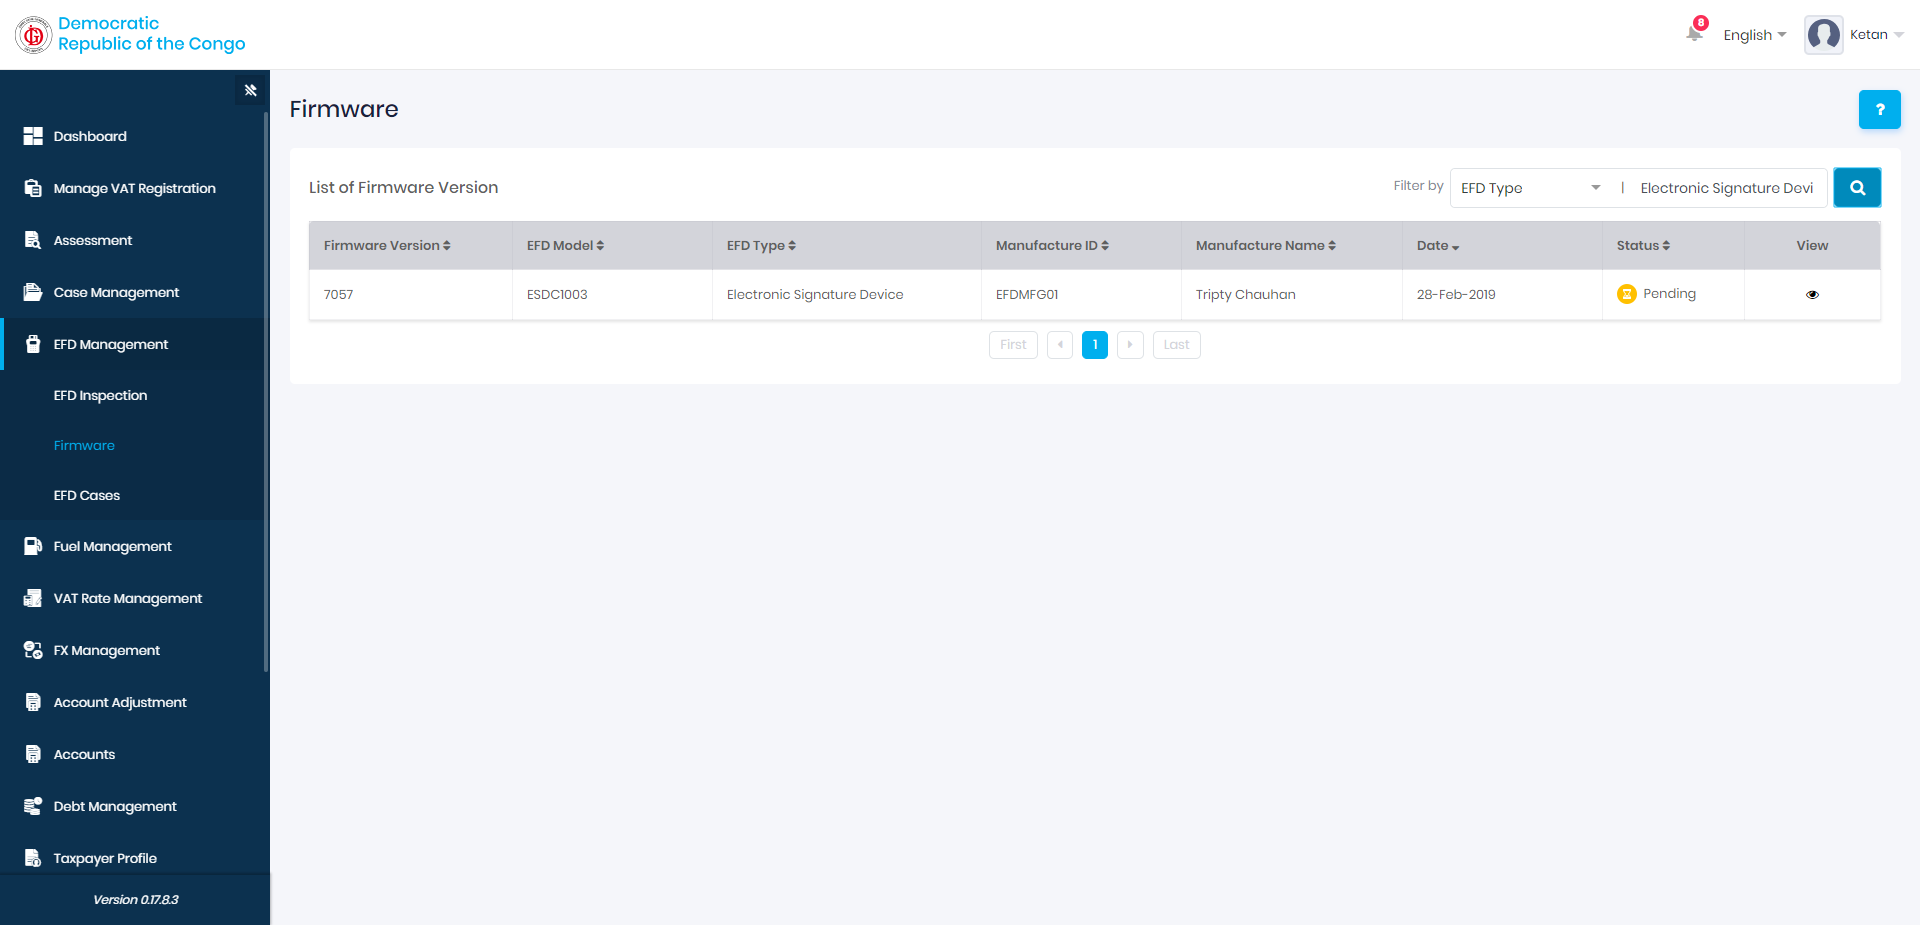 Democratic
Republic of the Congo
8
English
Ketan
Dashboard
Manage VAT Registration
Assessment
Case Management
EFD Management
EFD Inspection
Firmware
EFD Cases
Fuel Management
VAT Rate Management
FX Management
Account Adjustment
Accounts
Debt Management
Taxpayer Profile
Version 0.17.8.3
Firmware
?
List of Firmware Version
Filter by EFD Type | Electronic Signature Devi
Firmware Version EFD Model EFD Type Manufacture ID Manufacture Name Date Status View
7057 ESDC1003 Electronic Signature Device EFDMFG01 Tripty Chauhan 28-Feb-2019 Pending
First 1 Last